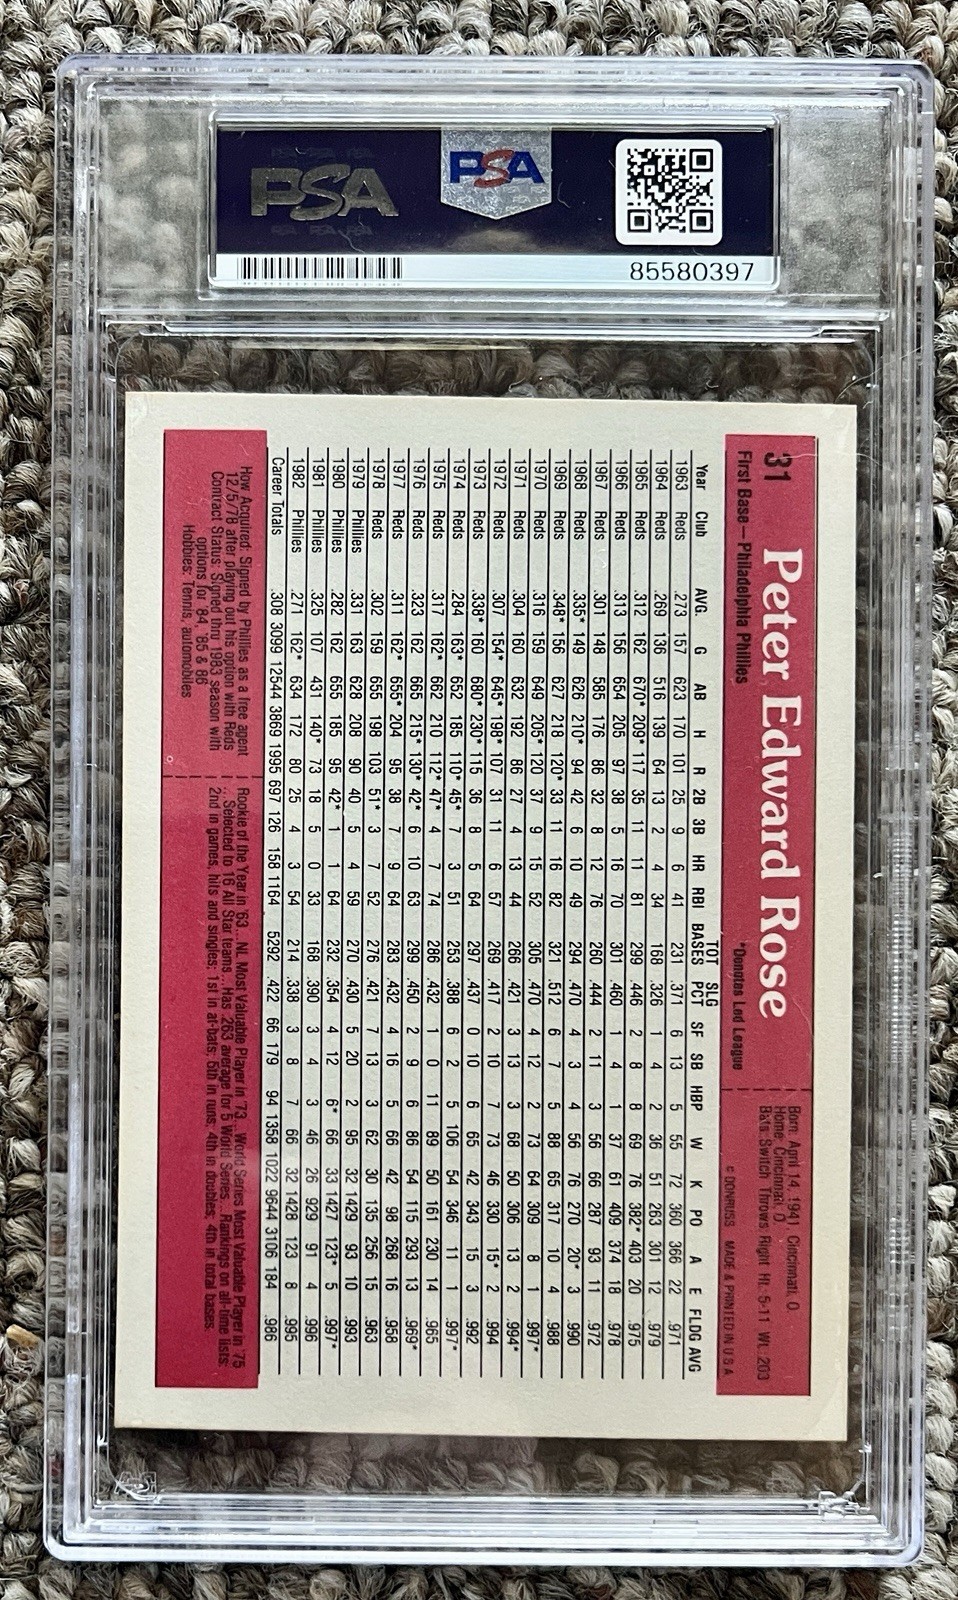 PSA
PSA
85580397
31 Peter Edward Rose
First Base—Philadelphia Phillies
*Denotes Led League
Born: April 14, 1941, Cincinnati, O.
Home: Cincinnati, O.
Bats: Switch Throws: Right Ht: 5-11 Wt: 203
© DONRUSS MADE & PRINTED IN U.S.A.
Year Club AVG. G AB H R 2B 3B HR RBI TOT BASES SLG PCT SF SB HBP W K PO A E FLDG AVG
1963 Reds .273 157 623 170 101 25 9 6 41 231 .371 6 13 5 55 72 360 366 22 .971
1964 Reds .269 136 516 139 64 13 2 4 34 168 .326 1 4 2 36 51 263 301 12 .979
1965 Reds .312 162 670* 209* 117 35 11 11 81 299 .446 2 8 8 69 76 382* 403 20 .975
1966 Reds .313 156 654 205 97 38 5 16 70 301 .460 1 4 1 37 61 409 374 18 .978
1967 Reds .301 148 585 176 86 32 8 12 76 260 .444 2 11 3 56 66 287 93 11 .972
1968 Reds .335* 149 626 210* 94 42 6 10 49 294 .470 4 3 4 56 76 270 20* 3 .990
1969 Reds .348* 156 627 218 120* 33 11 16 82 321 .512 6 7 5 88 65 317 10 4 .988
1970 Reds .316 159 649 205* 120 37 9 15 52 305 .470 4 12 2 73 64 309 8 1 .997*
1971 Reds .304 160 632 192 86 27 4 13 44 266 .421 3 13 3 68 50 306 13 2 .994*
1972 Reds .307 154* 645* 198* 107 31 11 6 57 269 .417 2 10 7 73 46 330 15* 2 .994
1973 Reds .338* 160 680* 230* 115 36 8 5 64 297 .437 0 10 6 65 42 343 15 3 .992
1974 Reds .284 163* 652 185 110* 45* 7 3 51 253 .388 6 2 5 106 54 346 11 1 .997*
1975 Reds .317 162* 662 210 112* 47* 4 7 74 286 .432 1 0 11 89 50 161 230 14 .965
1976 Reds .323 162 665 215* 130* 42* 6 10 63 299 .450 2 9 6 86 54 115 293 13 .969*
1977 Reds .311 162* 655* 204 95 38 7 9 64 283 .432 4 16 5 66 42 98 268 16 .958
1978 Reds .302 159 655 198 103 51* 3 7 52 276 .421 7 13 3 62 30 135 256 15 .963
1979 Phillies .331 163 628 208 90 40 5 4 59 270 .430 5 20 2 95 32 1429 93 10 .993
1980 Phillies .282 162 655 185 95 42* 1 1 64 232 .354 4 12 6* 66 33 1427 123* 5 .997*
1981 Phillies .325 107 431 140* 73 18 5 0 33 168 .390 3 4 3 46 26 929 91 4 .996
1982 Phillies .271 162* 634 172 80 25 4 3 54 214 .338 3 8 7 66 32 1428 123 8 .995
Career Totals .308 3099 12544 3869 1995 697 126 158 1164 5292 .422 66 179 94 1358 1022 9644 3106 184 .986
How Acquired: Signed by Phillies as a free agent
12/5/78 after playing out his option with Reds
Contract Status: Signed thru 1983 season with
options for '84, '85 & 86
Hobbies: Tennis, automobiles
Rookie of the Year in '63...NL Most Valuable Player in '73...World Series Most Valuable Player in '75
...Selected to 16 All Star teams...Has .263 average for 5 World Series...Rankings on all-time lists:
2nd in games, hits and singles; 1st in at-bats; 5th in runs; 4th in doubles; 4th in total bases.